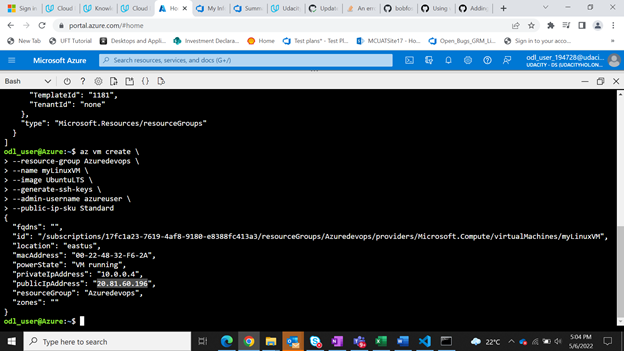 Sign in
Cloud
Know
Cloud
Ho
My Inf
Summ
Udacit
Updat
An err
bobfos
Using
Adding
portal.azure.com/#home
New Tab
UFT Tutorial
Desktops and Appli...
Investment Declara...
Home
Test plans* - Test Pl...
MCUATSite17 - Ho...
Open_Bugs_GRM_Li...
Sign in to your acco...
Microsoft Azure
Search resources, services, and docs (G+/)
odl_user_194728@udaci...
UDACITY - DS (UDACITYHOL.ON...
Bash
"TemplateId": "1181",
"TenantId": "none"
},
"type": "Microsoft.Resources/resourceGroups"
}
]
odl_user@Azure:~$ az vm create \
> --resource-group Azuredevops \
> --name myLinuxVM \
> --image UbuntuLTS \
> --generate-ssh-keys \
> --admin-username azureuser \
> --public-ip-sku Standard
{
"fqdns": "",
"id": "/subscriptions/17fc1a23-7619-4af8-9180-e8388fc413a3/resourceGroups/Azuredevops/providers/Microsoft.Compute/virtualMachines/myLinuxVM",
"location": "eastus",
"macAddress": "00-22-48-32-F6-2A",
"powerState": "VM running",
"privateIpAddress": "10.0.0.4",
"publicIpAddress": "20.81.60.196",
"resourceGroup": "Azuredevops",
"zones": ""
}
odl_user@Azure:~$
Type here to search
22°C
5:04 PM
5/6/2022